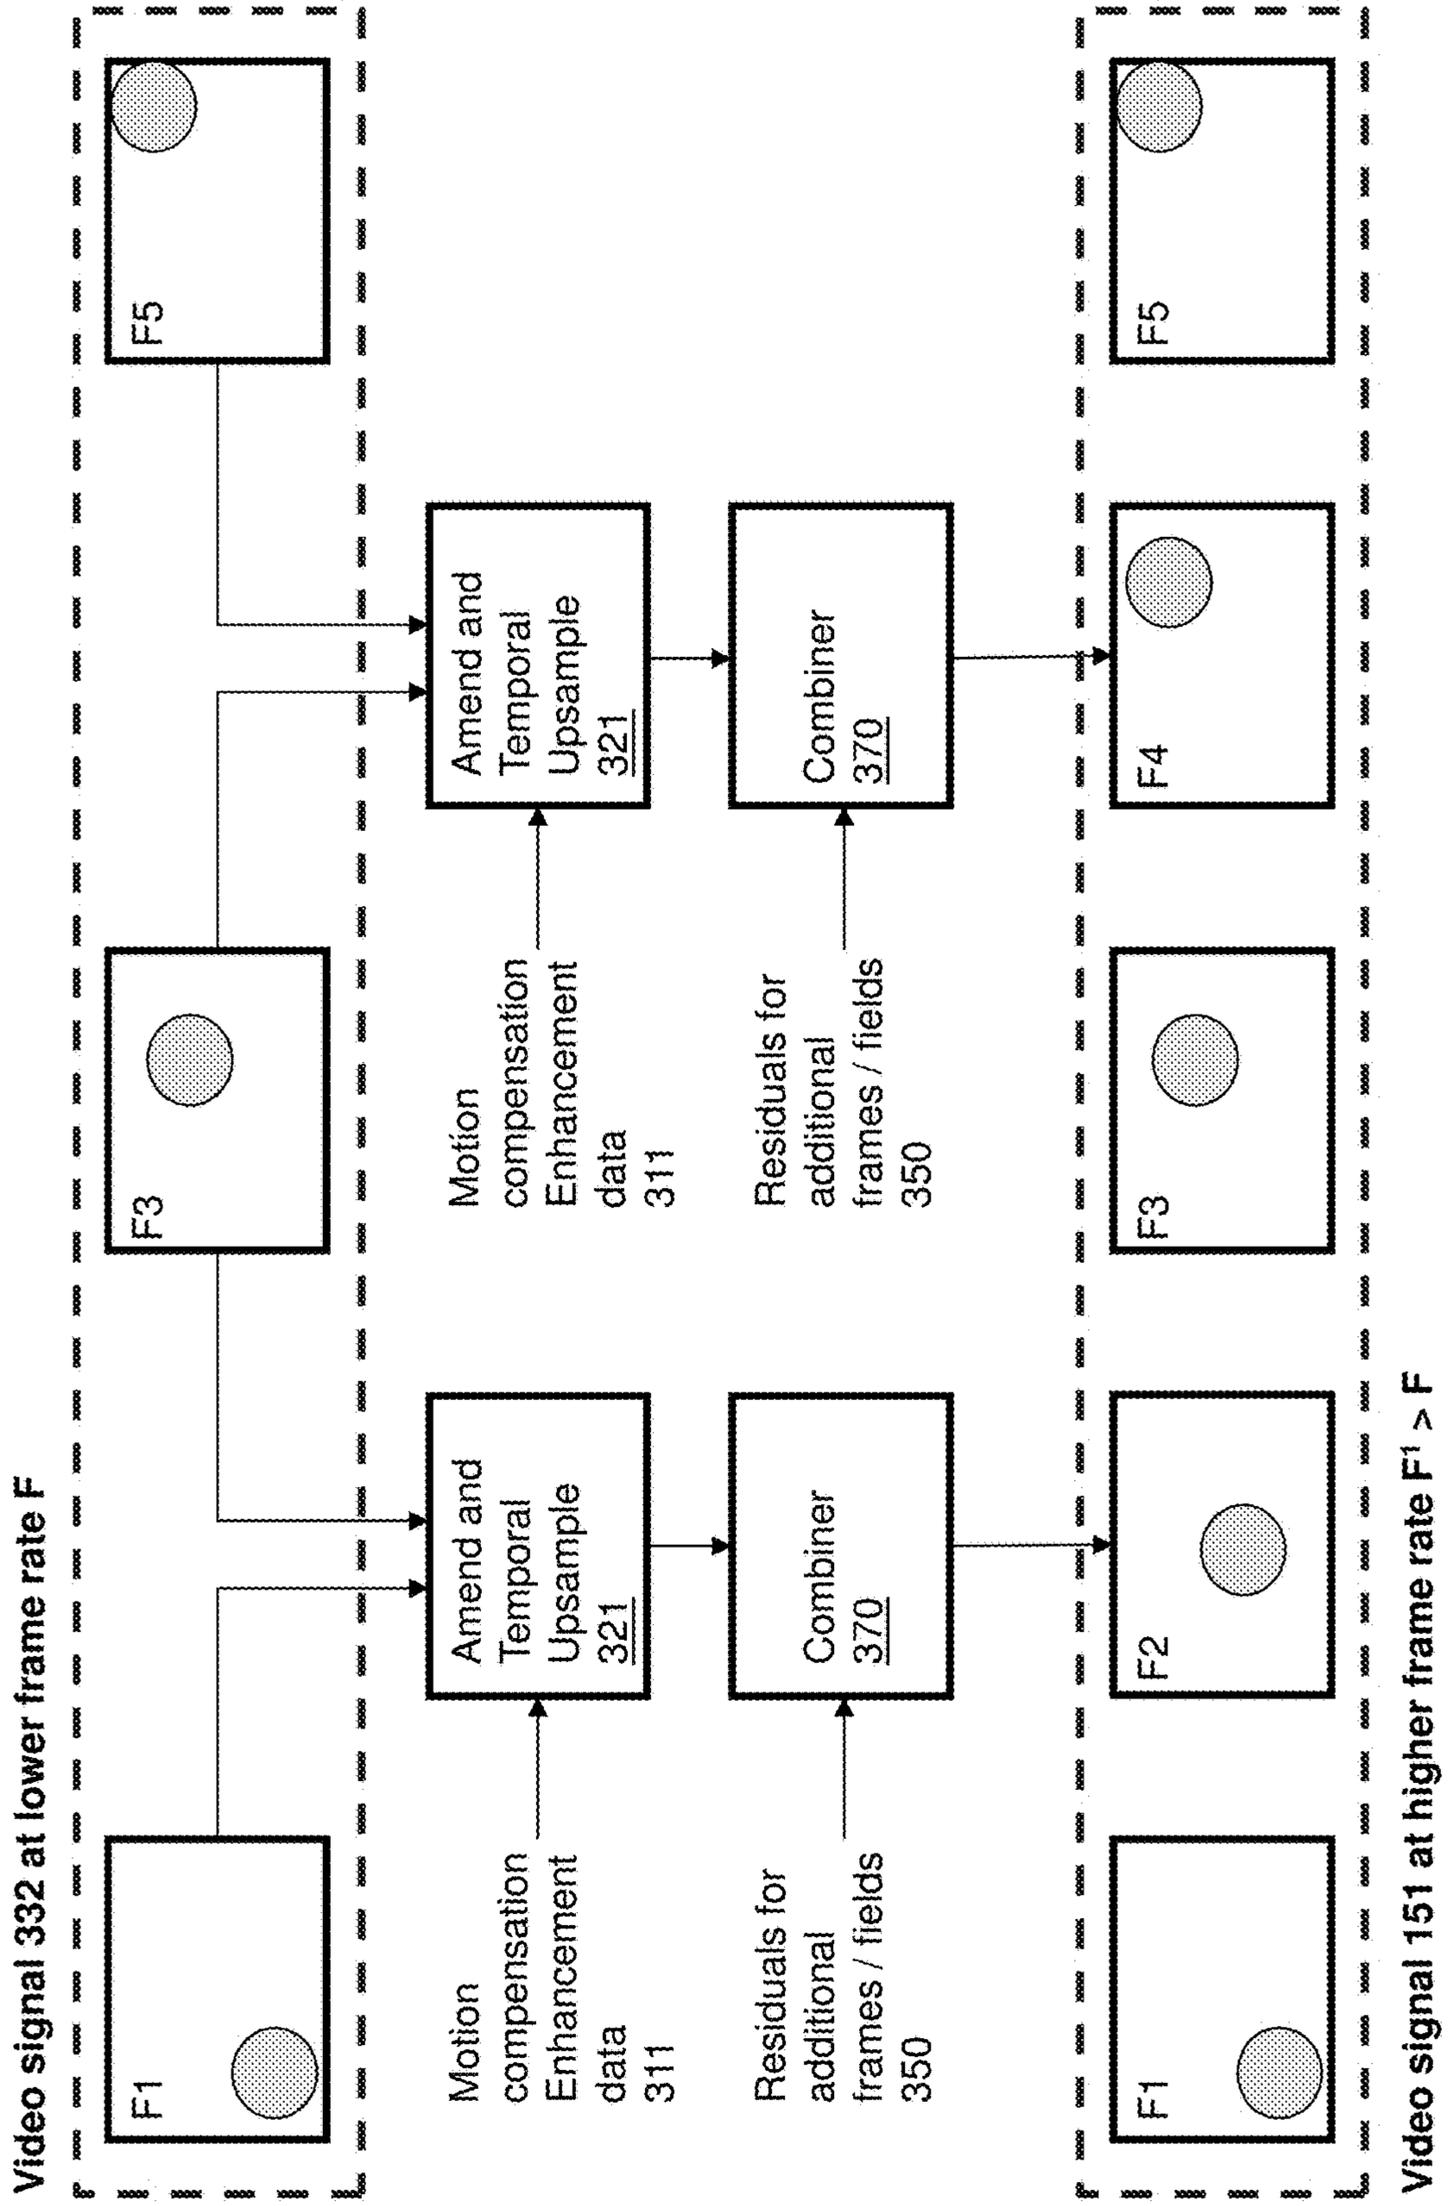 Video signal 332 at lower frame rate F
F1
F3
F5
Motion
compensation
Enhancement
data
311
Amend and
Temporal
Upsample
321
Motion
compensation
Enhancement
data
311
Amend and
Temporal
Upsample
321
Residuals for
additional
frames / fields
350
Combiner
370
Residuals for
additional
frames / fields
350
Combiner
370
F1
F2
F3
F4
F5
Video signal 151 at higher frame rate F¹ > F